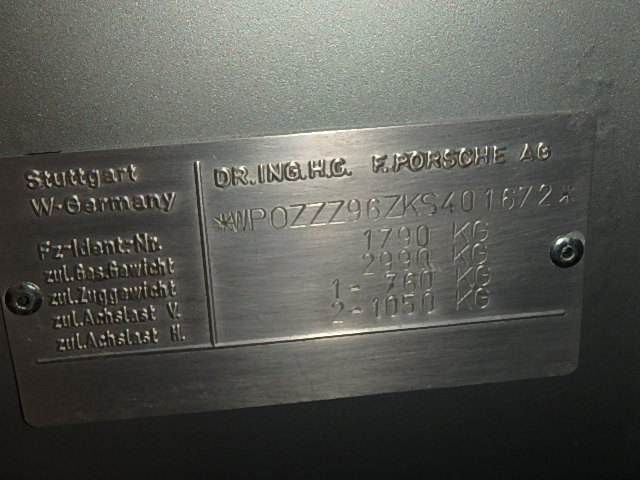 Stuttgart
W-Germany
DR.ING.H.C. F.PORSCHE AG
Fz-Ident-Nr. *WP0ZZZ96ZKS401672*
zul.Ges.Gewicht 1790 KG
zul.Zuggewicht 2990 KG
zul.Achslast V. 1- 760 KG
zul.Achslast H. 2-1050 KG